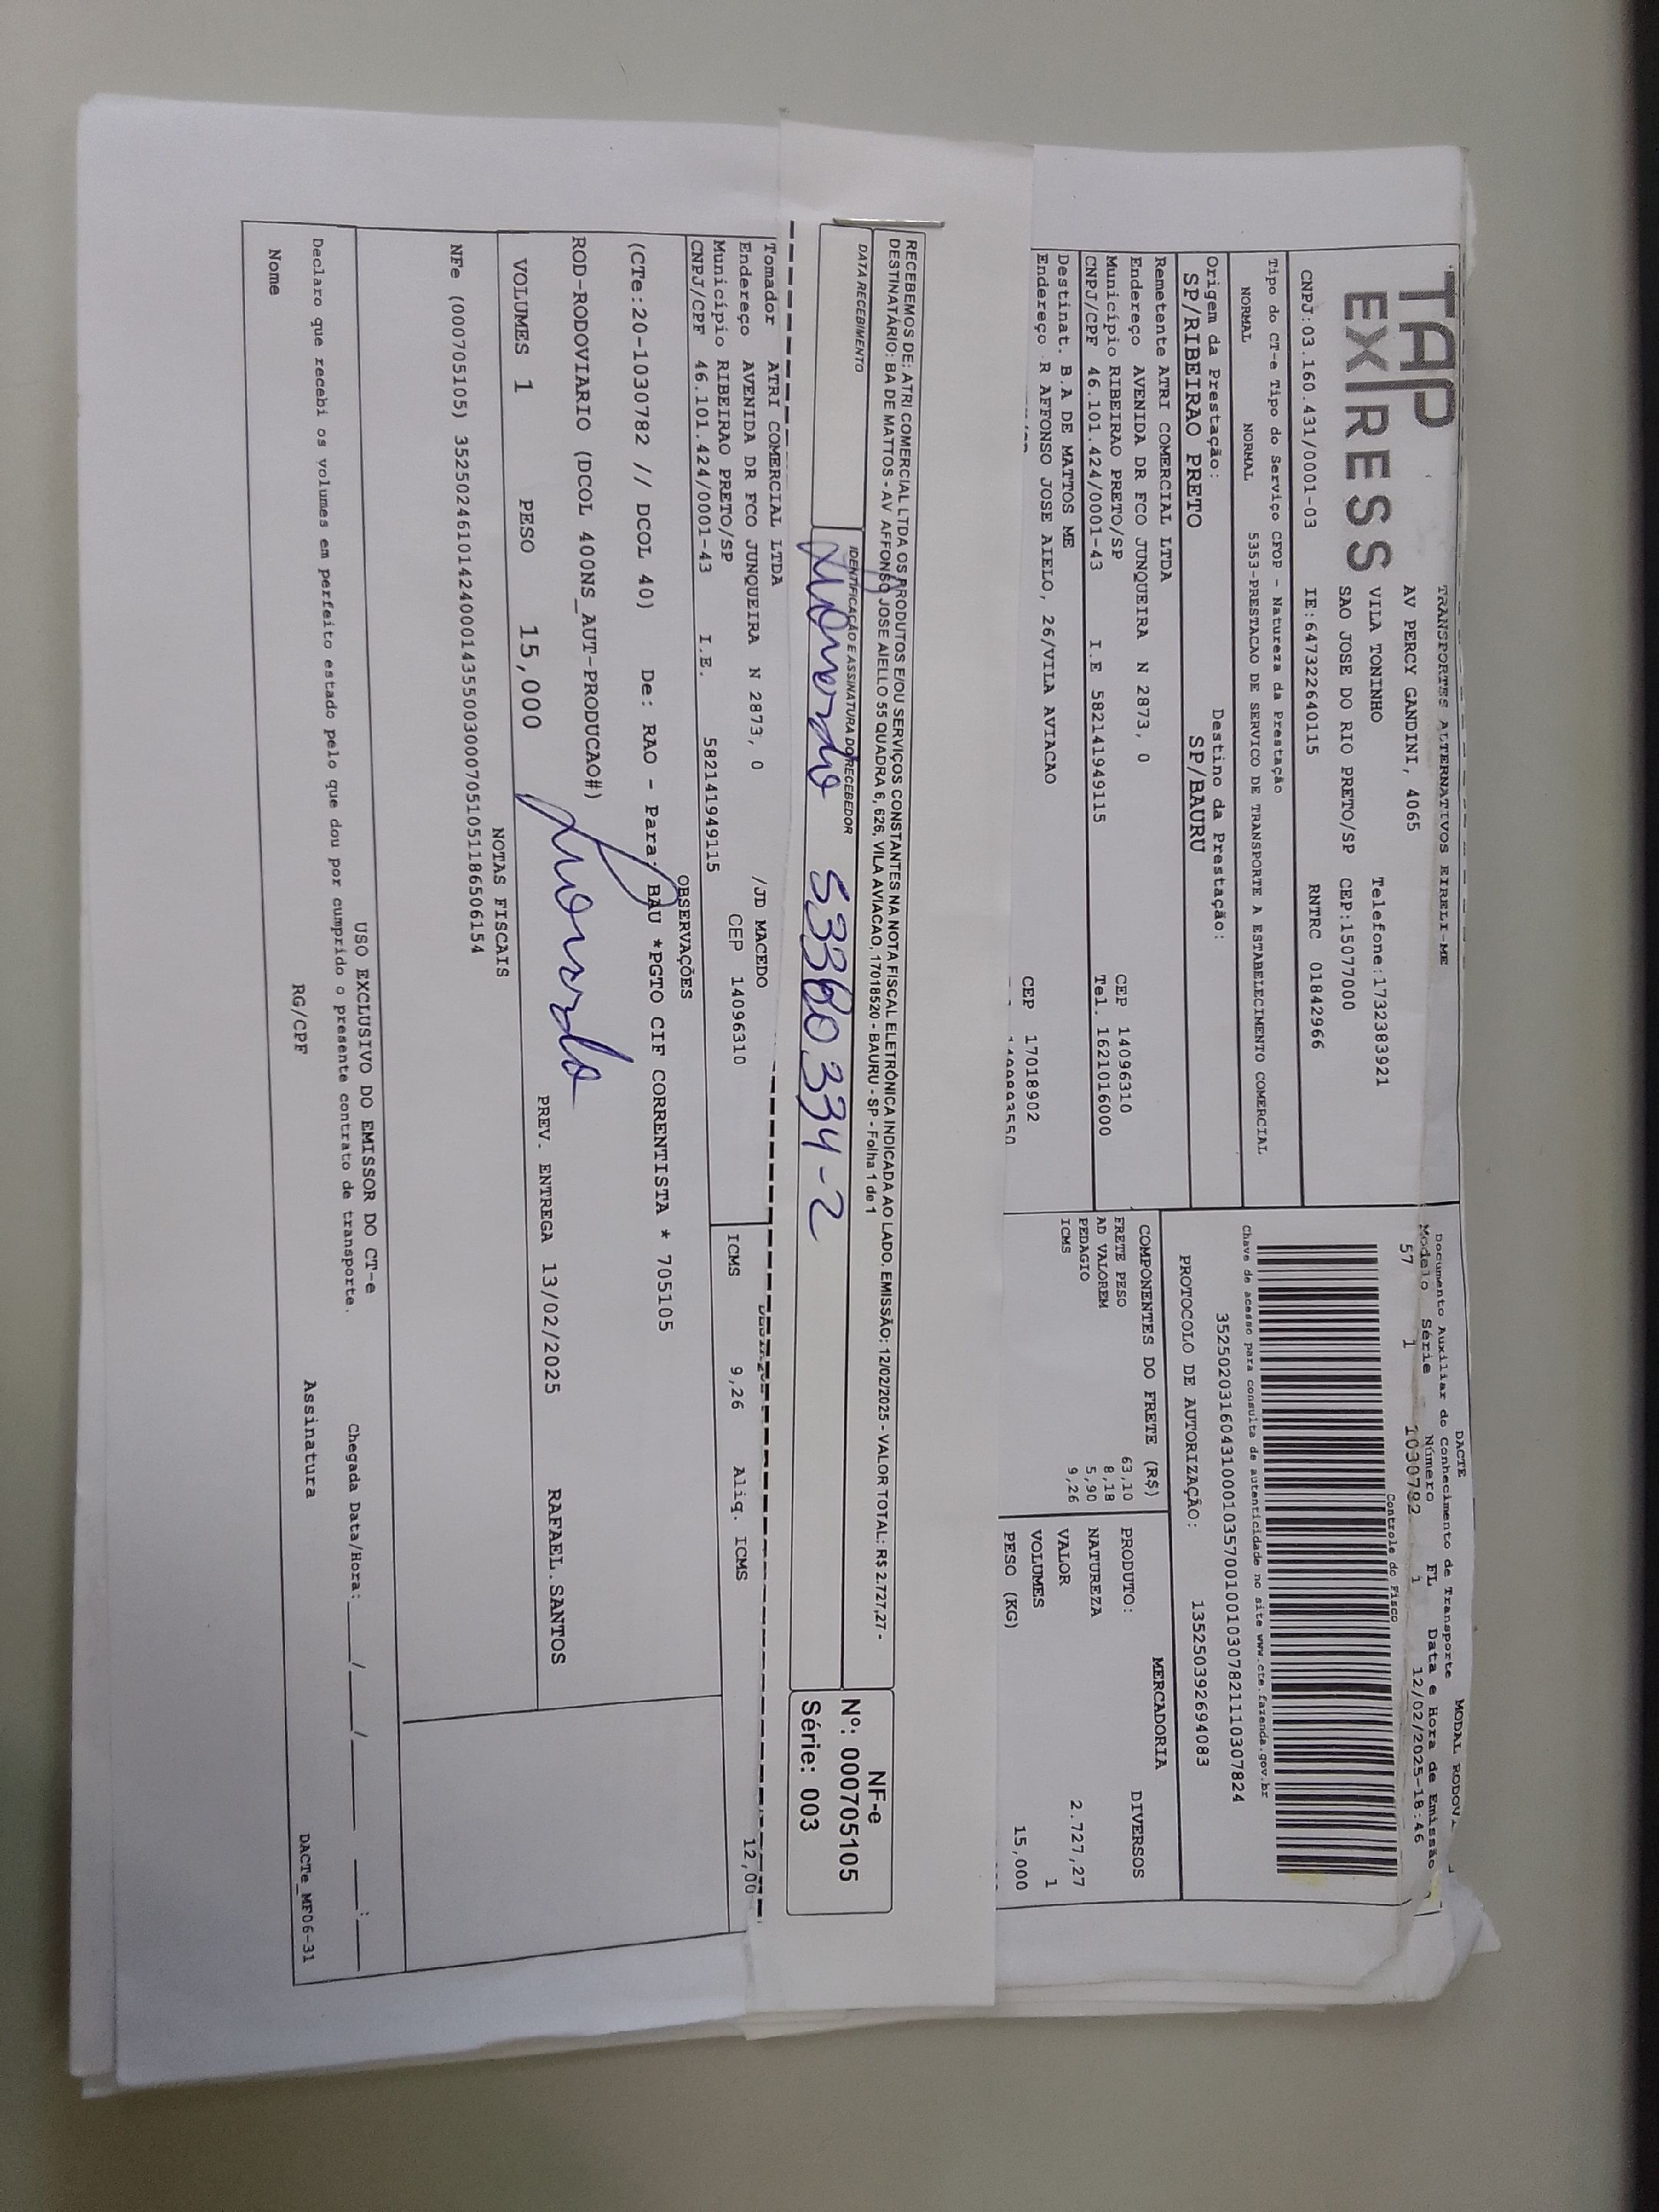 TAP
EXPRESS
TRANSPORTES ALTERNATIVOS EIRELI-ME
AV PERCY GANDINI, 4065
VILA TONINHO Telefone:1732383921
SAO JOSE DO RIO PRETO/SP CEP:15077000
CNPJ:03.160.431/0001-03 IE:647322640115 RNTRC 01842966
Tipo do CT-e Tipo do Serviço CFOP - Natureza da Prestação
NORMAL NORMAL 5353-PRESTACAO DE SERVICO DE TRANSPORTE A ESTABELECIMENTO COMERCIAL
Origem da Prestação: Destino da Prestação:
SP/RIBEIRAO PRETO SP/BAURU
Remetente ATRI COMERCIAL LTDA
Endereço AVENIDA DR FCO JUNQUEIRA N 2873, 0
Município RIBEIRAO PRETO/SP CEP 14096310
CNPJ/CPF 46.101.424/0001-43 I.E 582141949115 Tel. 1621016000
Destinat. B.A DE MATTOS ME
Endereço R AFFONSO JOSE AIELO, 26/VILA AVIACAO CEP 17018902
DACTE MODAL RODOV
Documento Auxiliar do Conhecimento de Transporte
Modelo Série Número FL Data e Hora de Emissão
57 1 1030782 1 12/02/2025-18:46
Controle do Fisco
Chave de acesso para consulta de autenticidade no site www.cte.fazenda.gov.br
35250203160431000103570010010307821110307824
PROTOCOLO DE AUTORIZAÇÃO: 135250392694083
COMPONENTES DO FRETE (R$)
FRETE PESO 63,10
AD VALOREM 8,18
PEDAGIO 5,90
ICMS 9,26
MERCADORIA
PRODUTO: DIVERSOS
NATUREZA
VALOR 2.727,27
VOLUMES 1
PESO (KG) 15,000
RECEBEMOS DE: ATRI COMERCIAL LTDA OS PRODUTOS E/OU SERVIÇOS CONSTANTES NA NOTA FISCAL ELETRÔNICA INDICADA AO LADO. EMISSÃO: 12/02/2025 - VALOR TOTAL: R$ 2.727,27 -
DESTINATÁRIO: BA DE MATTOS - AV AFFONSO JOSE AIELLO 55 QUADRA 6, 626, VILA AVIACAO, 17018520 - BAURU - SP - Folha 1 de 1
DATA RECEBIMENTO IDENTIFICAÇÃO E ASSINATURA DO RECEBEDOR
53360334-2
NF-e
Nº: 000705105
Série: 003
Tomador ATRI COMERCIAL LTDA
Endereço AVENIDA DR FCO JUNQUEIRA N 2873, 0 /JD MACEDO
Município RIBEIRAO PRETO/SP CEP 14096310
CNPJ/CPF 46.101.424/0001-43 I.E. 582141949115
ICMS 9,26 Aliq. ICMS 12,00
OBSERVAÇÕES
(CTe:20-1030782 // DCOL 40) De: RAO - Para: BAU *PGTO CIF CORRENTISTA * 705105
ROD-RODOVIARIO (DCOL 400NS_AUT-PRODUCAO#)
VOLUMES 1 PESO 15,000 PREV. ENTREGA 13/02/2025 RAFAEL.SANTOS
NOTAS FISCAIS
NFe (000705105) 35250246101424000143550030007051051186506154
USO EXCLUSIVO DO EMISSOR DO CT-e
Declaro que recebi os volumes em perfeito estado pelo que dou por cumprido o presente contrato de transporte. Chegada Data/Hora: ___/___/_____ ___:___
Nome RG/CPF Assinatura
DACTe_MF06-31